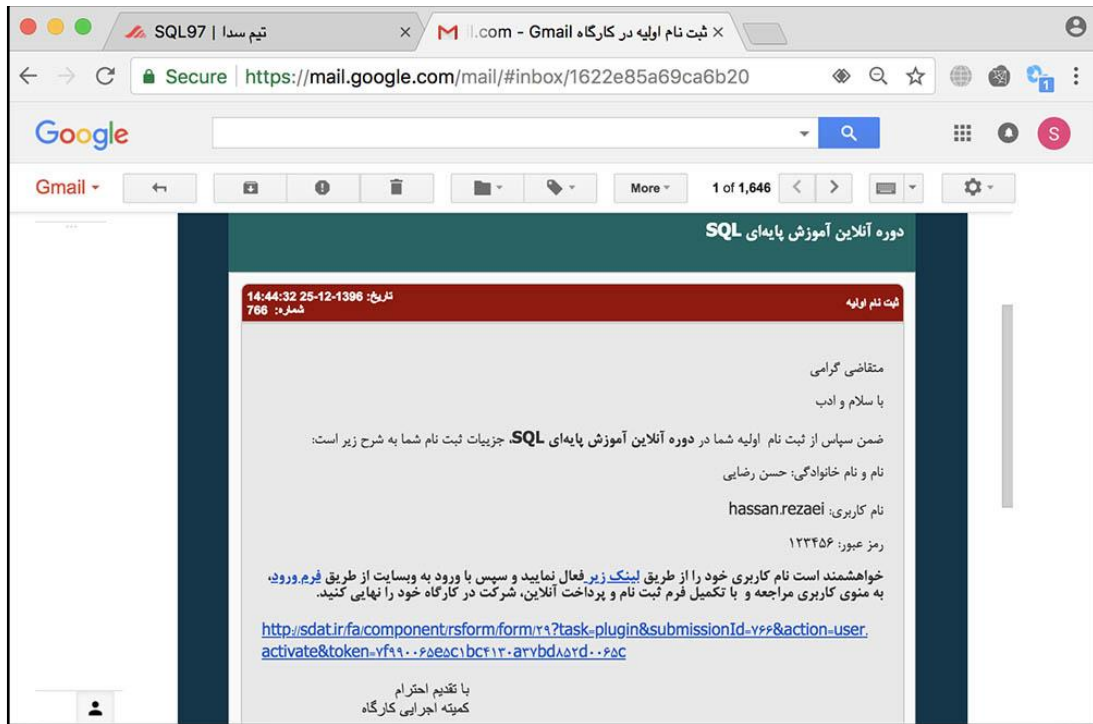 تیم سدا | SQL97
ثبت نام اولیه در کارگاه l.com - Gmail
Secure https://mail.google.com/mail/#inbox/1622e85a69ca6b20
1
Google
S
Gmail
More
1 of 1,646
دوره آنلاین آموزش پایه‌ای SQL
ثبت نام اولیه
تاریخ: 1396-12-25 14:44:32
شماره: 766
متقاضی گرامی
با سلام و ادب
ضمن سپاس از ثبت نام اولیه شما در دوره آنلاین آموزش پایه‌ای SQL، جزییات ثبت نام شما به شرح زیر است:
نام و نام خانوادگی: حسن رضایی
نام کاربری: hassan.rezaei
رمز عبور: ۱۲۳۴۵۶
خواهشمند است نام کاربری خود را از طریق لینک زیر فعال نمایید و سپس با ورود به وبسایت از طریق فرم ورود،
به منوی کاربری مراجعه و با تکمیل فرم ثبت نام و پرداخت آنلاین، شرکت در کارگاه خود را نهایی کنید.
http://sdat.ir/fa/component/rsform/form/۲۹?task=plugin&submissionId=۷۶۶&action=user.
activate&token=۷f۹۹۰۰۶۵e۵c۱bc۴۱۳۰a۳۷bd۸۵۲d۰۰۶۵c
با تقدیم احترام
کمیته اجرایی کارگاه